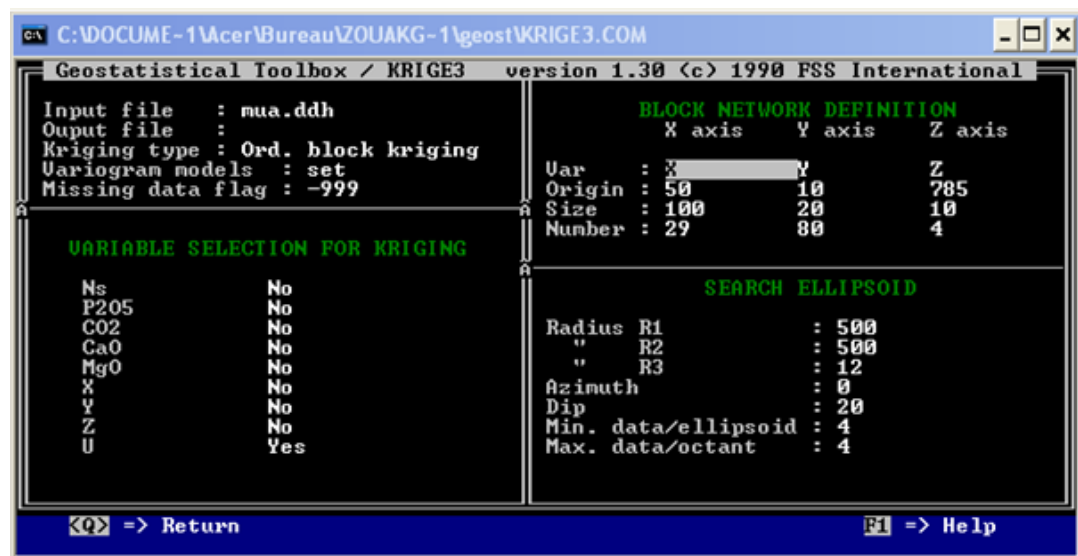 C:\DOCUME~1\Acer\Bureau\ZOUAKG~1\geost\KRIGE3.COM
Geostatistical Toolbox / KRIGE3 version 1.30 (c) 1990 FSS International
Input file : mua.ddh
Ouput file :
Kriging type : Ord. block kriging
Variogram models : set
Missing data flag : -999
BLOCK NETWORK DEFINITION
X axis Y axis Z axis
Var : X Y Z
Origin : 50 10 785
Size : 100 20 10
Number : 29 80 4
VARIABLE SELECTION FOR KRIGING
Ns No
P2O5 No
CO2 No
CaO No
MgO No
X No
Y No
Z No
U Yes
SEARCH ELLIPSOID
Radius R1 : 500
" R2 : 500
" R3 : 12
Azimuth : 0
Dip : 20
Min. data/ellipsoid : 4
Max. data/octant : 4
<Q> => Return
F1 => Help